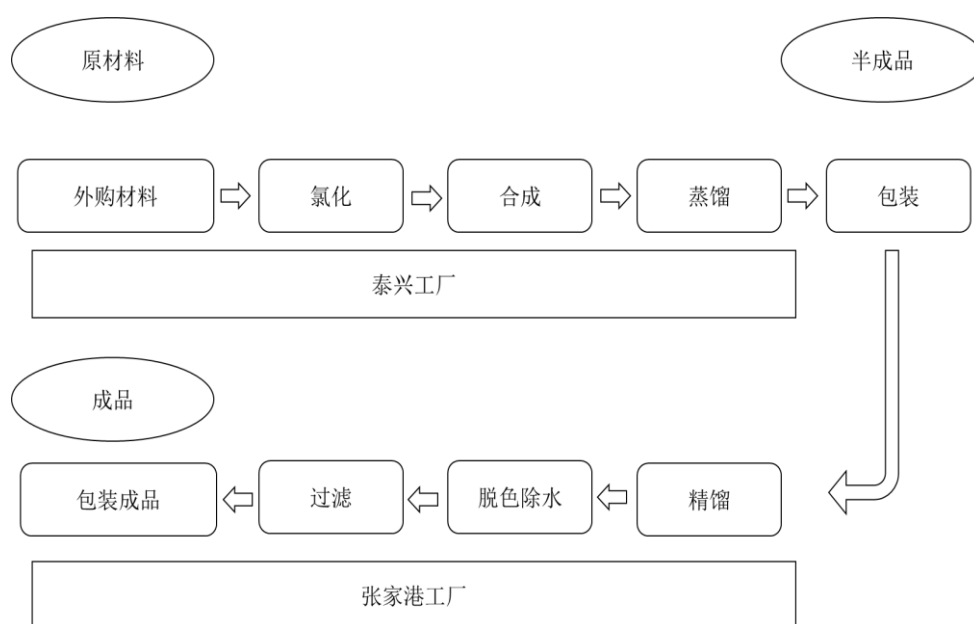 原材料
半成品
外购材料
氯化
合成
蒸馏
包装
泰兴工厂
成品
包装成品
过滤
脱色除水
精馏
张家港工厂